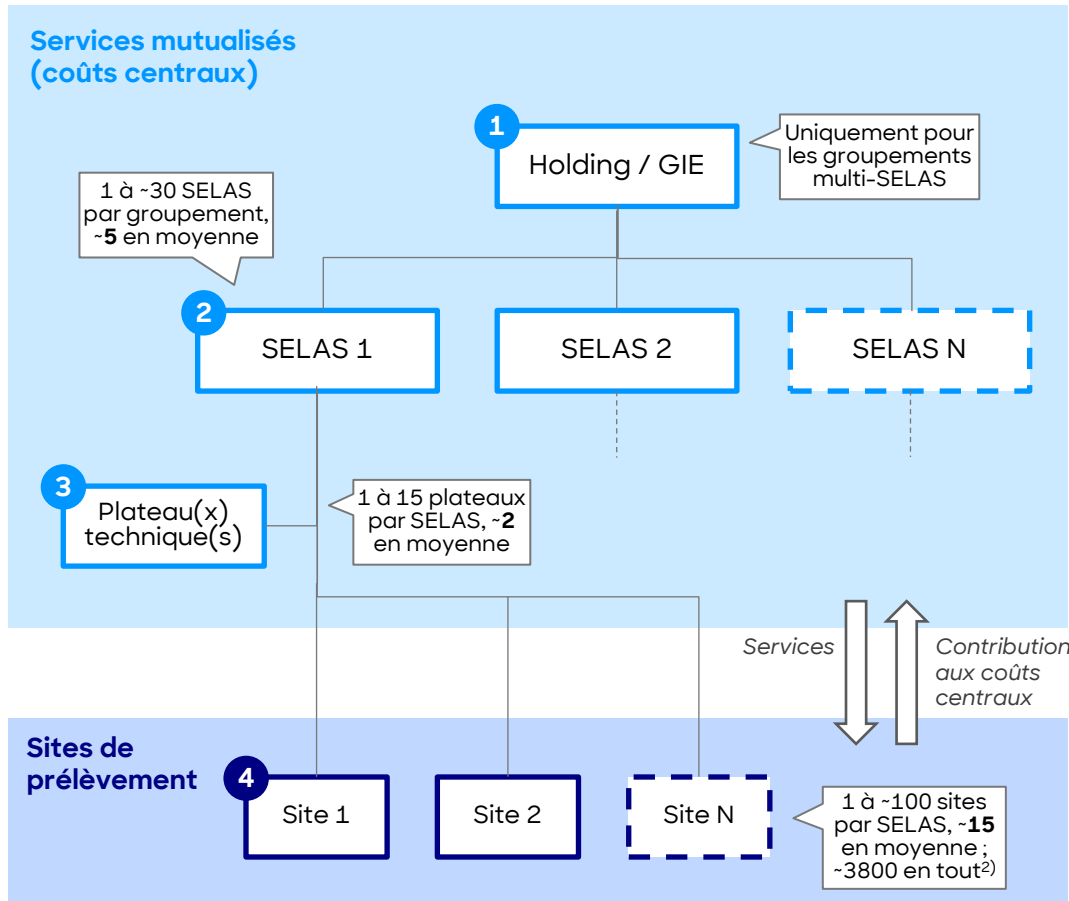 Services mutualisés
(coûts centraux)
1
Holding / GIE
Uniquement pour
les groupements
multi-SELAS
1 à ~30 SELAS
par groupement,
~5 en moyenne
2
SELAS 1
SELAS 2
SELAS N
3
Plateau(x)
technique(s)
1 à 15 plateaux
par SELAS, ~2
en moyenne
Services
Contribution
aux coûts
centraux
Sites de
prélèvement
4
Site 1
Site 2
Site N
1 à ~100 sites
par SELAS, ~15
en moyenne ;
~3800 en tout²⁾